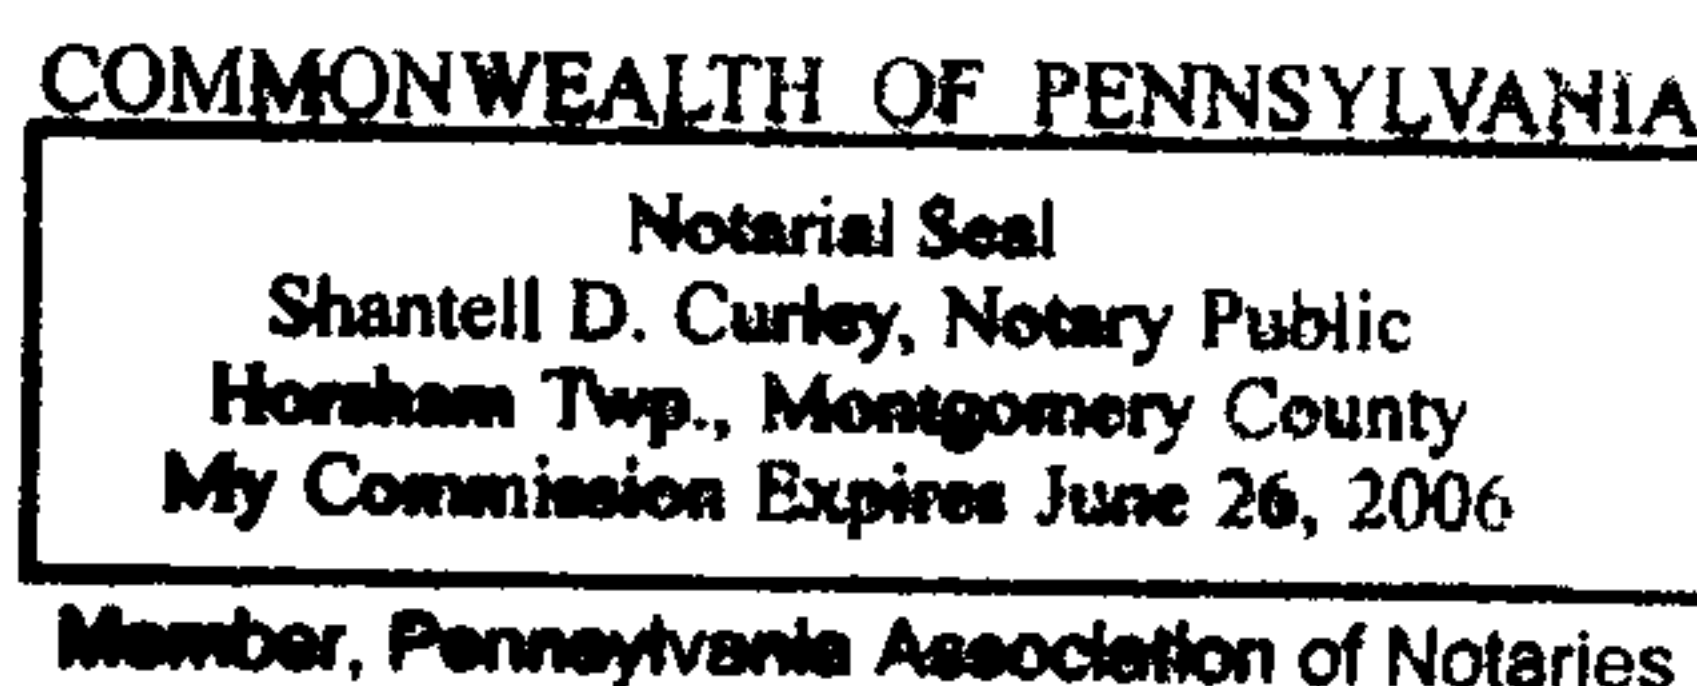 COMMONWEALTH OF PENNSYLVANIA
Notarial Seal
Shantell D. Curley, Notary Public
Horsham Twp., Montgomery County
My Commission Expires June 26, 2006
Member, Pennsylvania Association of Notaries